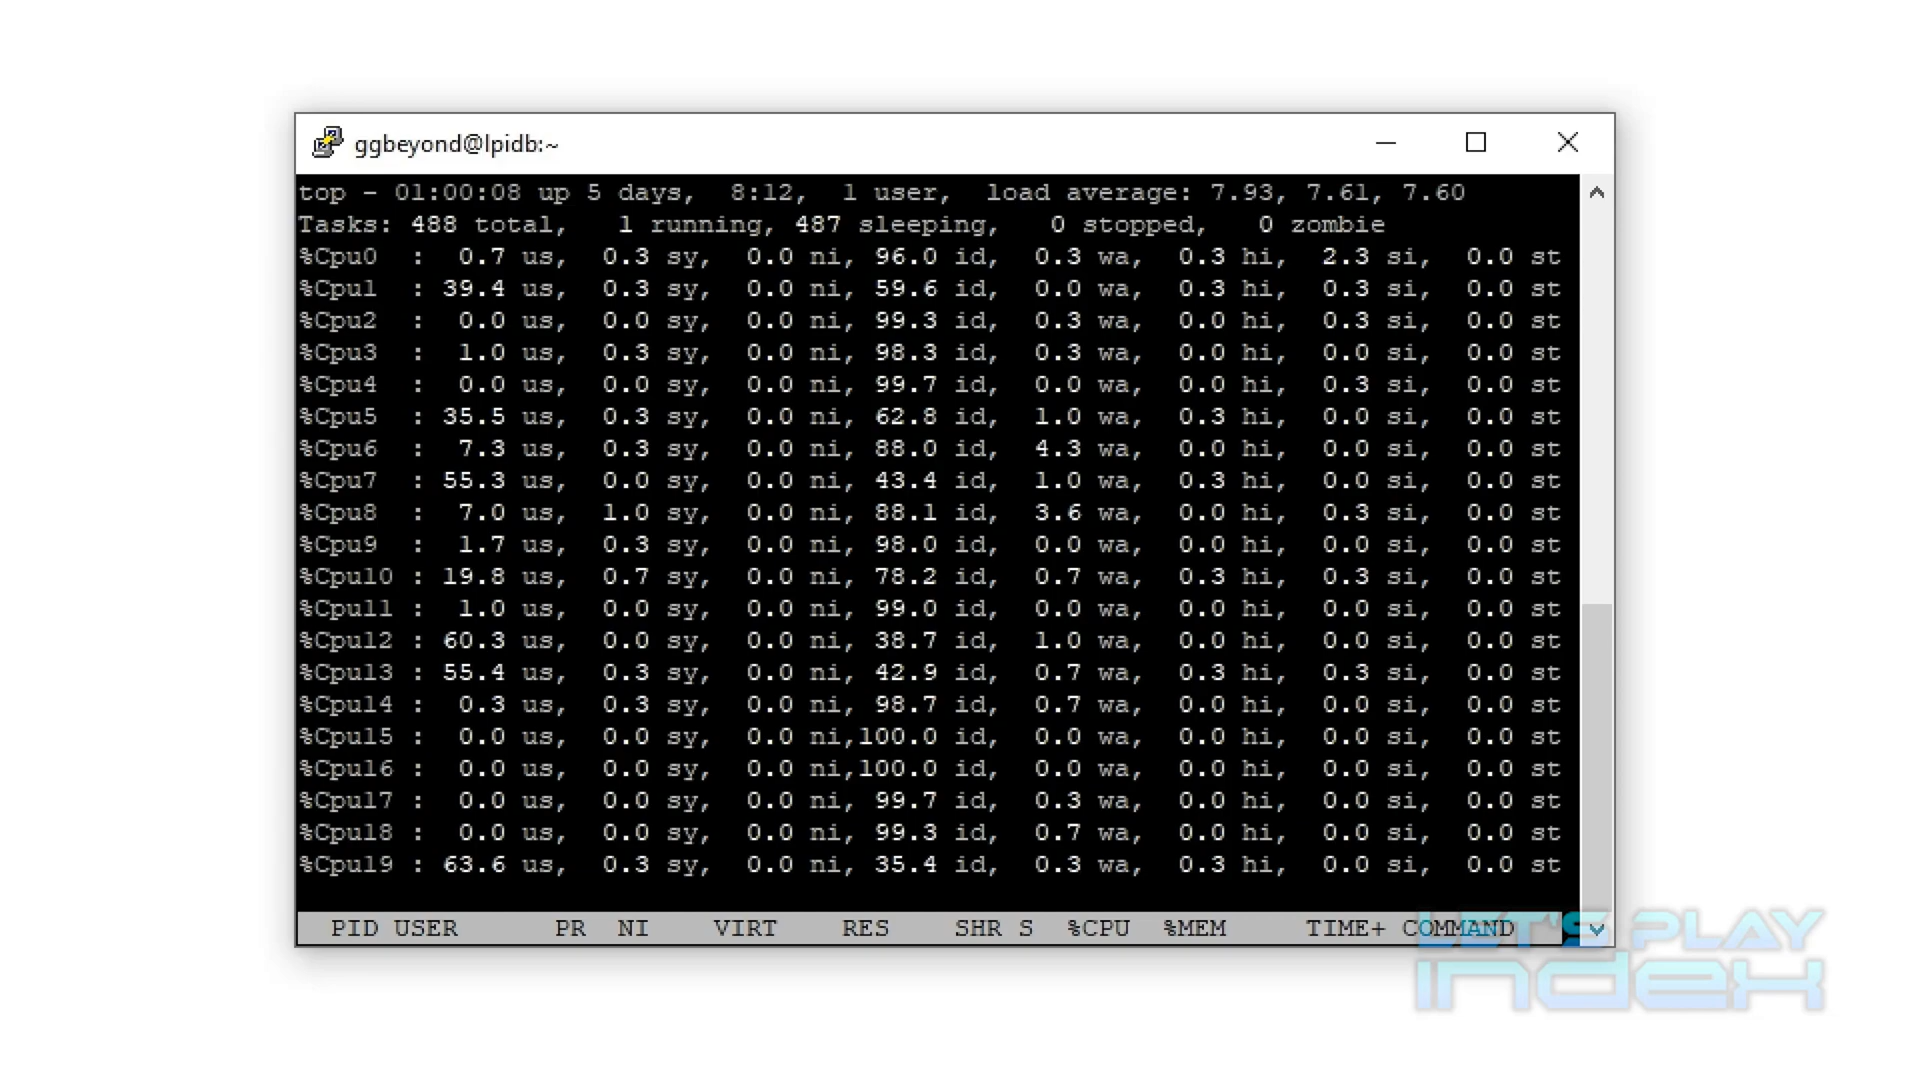 ggbeyond@lpidb:~
top - 01:00:08 up 5 days,  8:12,  1 user,  load average: 7.93, 7.61, 7.60
Tasks: 488 total,   1 running, 487 sleeping,   0 stopped,   0 zombie
%Cpu0  :  0.7 us,  0.3 sy,  0.0 ni, 96.0 id,  0.3 wa,  0.3 hi,  2.3 si,  0.0 st
%Cpu1  : 39.4 us,  0.3 sy,  0.0 ni, 59.6 id,  0.0 wa,  0.3 hi,  0.3 si,  0.0 st
%Cpu2  :  0.0 us,  0.0 sy,  0.0 ni, 99.3 id,  0.3 wa,  0.0 hi,  0.3 si,  0.0 st
%Cpu3  :  1.0 us,  0.3 sy,  0.0 ni, 98.3 id,  0.3 wa,  0.0 hi,  0.0 si,  0.0 st
%Cpu4  :  0.0 us,  0.0 sy,  0.0 ni, 99.7 id,  0.0 wa,  0.0 hi,  0.3 si,  0.0 st
%Cpu5  : 35.5 us,  0.3 sy,  0.0 ni, 62.8 id,  1.0 wa,  0.3 hi,  0.0 si,  0.0 st
%Cpu6  :  7.3 us,  0.3 sy,  0.0 ni, 88.0 id,  4.3 wa,  0.0 hi,  0.0 si,  0.0 st
%Cpu7  : 55.3 us,  0.0 sy,  0.0 ni, 43.4 id,  1.0 wa,  0.3 hi,  0.0 si,  0.0 st
%Cpu8  :  7.0 us,  1.0 sy,  0.0 ni, 88.1 id,  3.6 wa,  0.0 hi,  0.3 si,  0.0 st
%Cpu9  :  1.7 us,  0.3 sy,  0.0 ni, 98.0 id,  0.0 wa,  0.0 hi,  0.0 si,  0.0 st
%Cpu10 : 19.8 us,  0.7 sy,  0.0 ni, 78.2 id,  0.7 wa,  0.3 hi,  0.3 si,  0.0 st
%Cpu11 :  1.0 us,  0.0 sy,  0.0 ni, 99.0 id,  0.0 wa,  0.0 hi,  0.0 si,  0.0 st
%Cpu12 : 60.3 us,  0.0 sy,  0.0 ni, 38.7 id,  1.0 wa,  0.0 hi,  0.0 si,  0.0 st
%Cpu13 : 55.4 us,  0.3 sy,  0.0 ni, 42.9 id,  0.7 wa,  0.3 hi,  0.3 si,  0.0 st
%Cpu14 :  0.3 us,  0.3 sy,  0.0 ni, 98.7 id,  0.7 wa,  0.0 hi,  0.0 si,  0.0 st
%Cpu15 :  0.0 us,  0.0 sy,  0.0 ni,100.0 id,  0.0 wa,  0.0 hi,  0.0 si,  0.0 st
%Cpu16 :  0.0 us,  0.0 sy,  0.0 ni,100.0 id,  0.0 wa,  0.0 hi,  0.0 si,  0.0 st
%Cpu17 :  0.0 us,  0.0 sy,  0.0 ni, 99.7 id,  0.3 wa,  0.0 hi,  0.0 si,  0.0 st
%Cpu18 :  0.0 us,  0.0 sy,  0.0 ni, 99.3 id,  0.7 wa,  0.0 hi,  0.0 si,  0.0 st
%Cpu19 : 63.6 us,  0.3 sy,  0.0 ni, 35.4 id,  0.3 wa,  0.3 hi,  0.0 si,  0.0 st
PID USER      PR  NI    VIRT    RES    SHR S  %CPU  %MEM     TIME+ COMMAND
LET'S PLAY
index